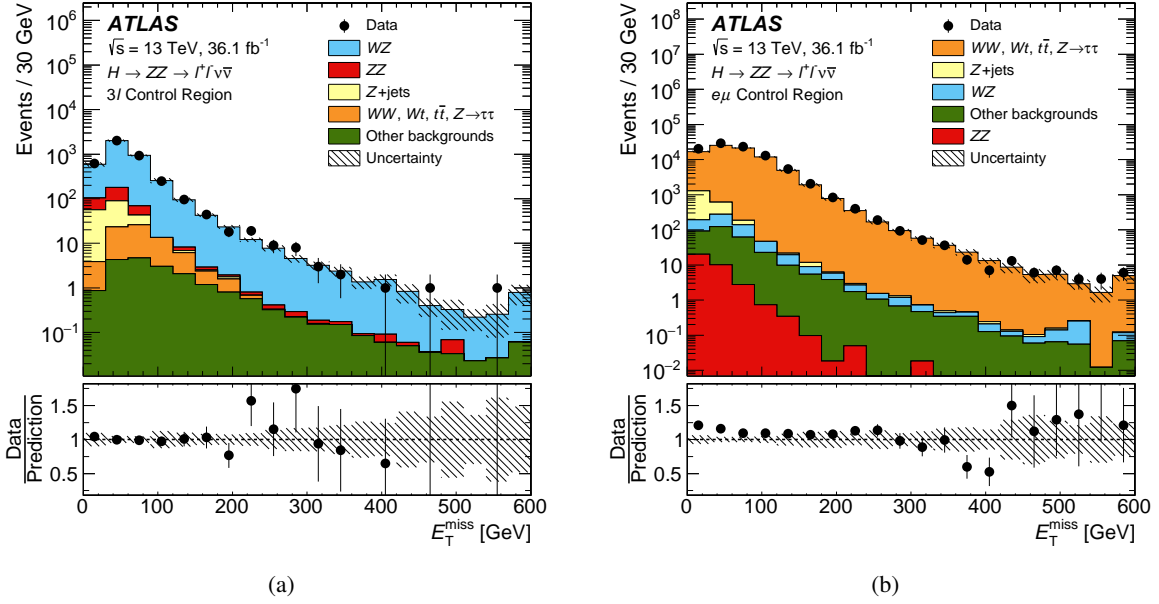 Events / 30 GeV
10⁶
10⁵
10⁴
10³
10²
10
1
10⁻¹
ATLAS
√s = 13 TeV, 36.1 fb⁻¹
H → ZZ → l⁺l⁻νν̅
3l Control Region
Data
WZ
ZZ
Z+jets
WW, Wt, tt̅, Z→ττ
Other backgrounds
Uncertainty
Data
Prediction
1.5
1
0.5
0 100 200 300 400 500 600
E_T^miss [GeV]
(a)
Events / 30 GeV
10⁸
10⁷
10⁶
10⁵
10⁴
10³
10²
10
1
10⁻¹
10⁻²
ATLAS
√s = 13 TeV, 36.1 fb⁻¹
H → ZZ → l⁺l⁻νν̅
eμ Control Region
Data
WW, Wt, tt̅, Z→ττ
Z+jets
WZ
Other backgrounds
ZZ
Uncertainty
Data
Prediction
1.5
1
0.5
0 100 200 300 400 500 600
E_T^miss [GeV]
(b)